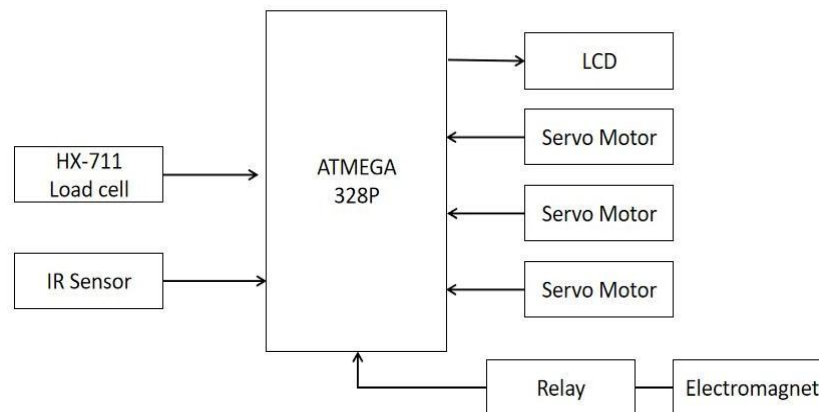 LCD
HX-711
Load cell
ATMEGA
328P
Servo Motor
Servo Motor
IR Sensor
Servo Motor
Relay
Electromagnet